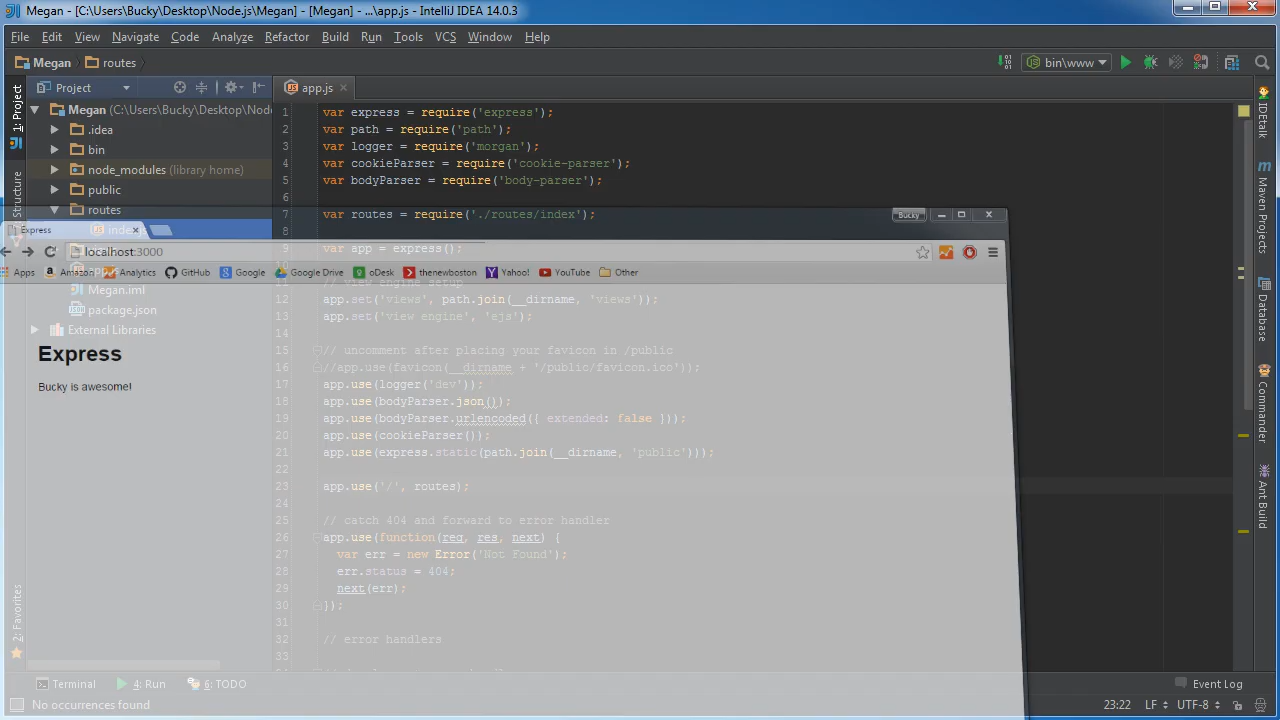 Megan - [C:\Users\Bucky\Desktop\Node.js\Megan] - [Megan] - ...\app.js - IntelliJ IDEA 14.0.3
File Edit View Navigate Code Analyze Refactor Build Run Tools VCS Window Help
Megan routes bin\www
Project app.js
1: Project
Structure
2: Favorites
Megan (C:\Users\Bucky\Desktop\Node
.idea
bin
node_modules (library home)
public
routes
Megan.iml
package.json
External Libraries
1 var express = require('express');
2 var path = require('path');
3 var logger = require('morgan');
4 var cookieParser = require('cookie-parser');
5 var bodyParser = require('body-parser');
6
7 var routes = require('./routes/index');
8
9 var app = express();
10
11 // view engine setup
12 app.set('views', path.join(__dirname, 'views'));
13 app.set('view engine', 'ejs');
14
15 // uncomment after placing your favicon in /public
16 //app.use(favicon(__dirname + '/public/favicon.ico'));
17 app.use(logger('dev'));
18 app.use(bodyParser.json());
19 app.use(bodyParser.urlencoded({ extended: false }));
20 app.use(cookieParser());
21 app.use(express.static(path.join(__dirname, 'public')));
22
23 app.use('/', routes);
24
25 // catch 404 and forward to error handler
26 app.use(function(req, res, next) {
27 var err = new Error('Not Found');
28 err.status = 404;
29 next(err);
30 });
31
32 // error handlers
33
Bucky
Express
localhost:3000
Apps Amazon Analytics GitHub Google Google Drive oDesk thenewboston Yahoo! YouTube Other
Express
Bucky is awesome!
IDEtalk
Maven Projects
Database
Commander
Ant Build
Terminal 4: Run 6: TODO Event Log
No occurrences found 23:22 LF UTF-8